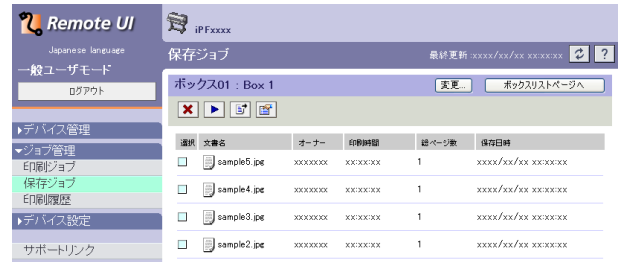 Remote UI
iPFxxxx
Japanese language
一般ユーザモード
ログアウト
▶デバイス管理
▼ジョブ管理
印刷ジョブ
保存ジョブ
印刷履歴
▶デバイス設定
サポートリンク
保存ジョブ
最終更新 :xxxx/xx/xx xx:xx:xx
?
ボックス01 : Box 1
変更...
ボックスリストページへ
選択 文書名 オーナー 印刷時間 総ページ数 保存日時
sample5.jpg xxxxxxx xx:xx:xx 1 xxxx/xx/xx xx:xx:xx
sample4.jpg xxxxxxx xx:xx:xx 1 xxxx/xx/xx xx:xx:xx
sample3.jpg xxxxxxx xx:xx:xx 1 xxxx/xx/xx xx:xx:xx
sample2.jpg xxxxxxx xx:xx:xx 1 xxxx/xx/xx xx:xx:xx